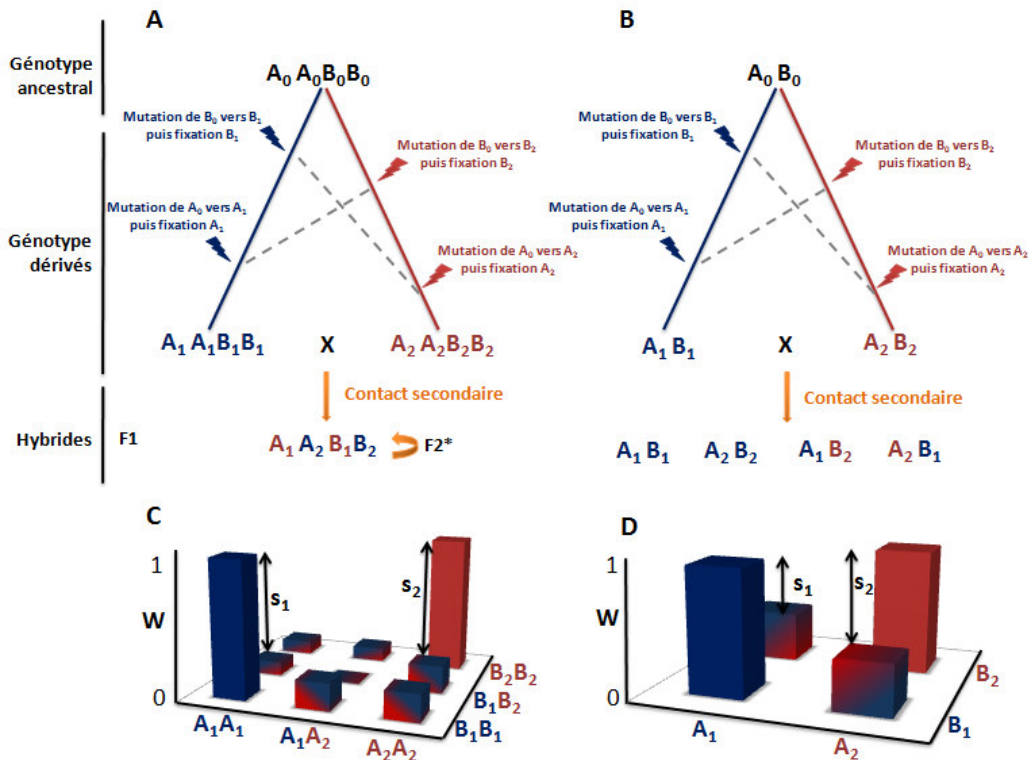 A
B
Génotype
ancestral
A0 A0B0B0
A0 B0
Mutation de B0 vers B1
puis fixation B1
Mutation de B0 vers B2
puis fixation B2
Mutation de B0 vers B1
puis fixation B1
Mutation de B0 vers B2
puis fixation B2
Génotype
dérivés
Mutation de A0 vers A1
puis fixation A1
Mutation de A0 vers A2
puis fixation A2
Mutation de A0 vers A1
puis fixation A1
Mutation de A0 vers A2
puis fixation A2
A1 A1B1B1
X
A2 A2B2B2
A1 B1
X
A2 B2
Contact secondaire
Contact secondaire
Hybrides
F1
A1 A2 B1B2
F2*
A1 B1
A2 B2
A1 B2
A2 B1
C
D
1
s1
s2
W
0
A1A1
A1A2
A2A2
B2B2
B1B2
B1B1
1
s1
s2
W
0
A1
A2
B2
B1